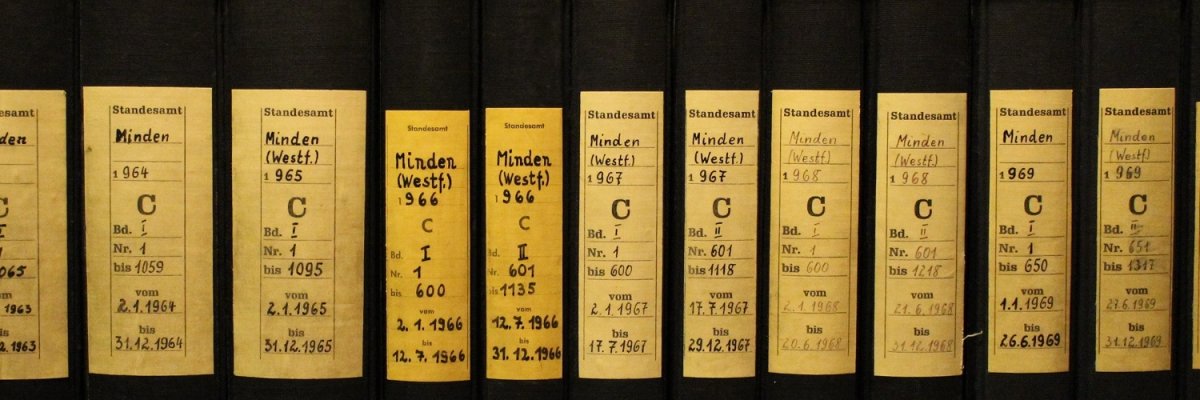 Standesamt
Minden
1964
C
Bd. I
Nr. 1
bis 1059
vom
2.1.1964
bis
31.12.1964
Standesamt
Minden
(Westf.)
1965
C
Bd. I
Nr. 1
bis 1095
vom
2.1.1965
bis
31.12.1965
Standesamt
Minden
(Westf.)
1966
C
Bd. I
Nr. 1
bis 600
vom
2.1.1966
bis
12.7.1966
Standesamt
Minden
(Westf.)
1966
C
Bd. II
Nr. 601
bis 1135
vom
12.7.1966
bis
31.12.1966
Standesamt
Minden
(Westf.)
1967
C
Bd. I
Nr. 1
bis 600
vom
2.1.1967
bis
17.7.1967
Standesamt
Minden
(Westf.)
1967
C
Bd. II
Nr. 601
bis 1118
vom
17.7.1967
bis
29.12.1967
Standesamt
Minden
(Westf.)
1968
C
Bd. I
Nr. 1
bis 600
vom
2.1.1968
bis
20.6.1968
Standesamt
Minden
(Westf.)
1968
C
Bd. II
Nr. 601
bis 1218
vom
21.6.1968
bis
31.12.1968
Standesamt
Minden
1969
C
Bd. I
Nr. 1
bis 650
vom
1.1.1969
bis
26.6.1969
Standesamt
Minden
(Westf.)
1969
C
Bd. II
Nr. 651
bis 1317
vom
27.6.1969
bis
31.12.1969